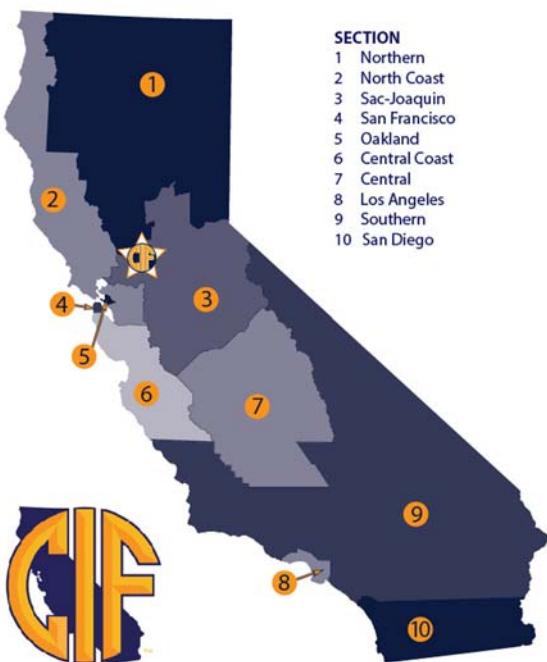 SECTION
1 Northern
2 North Coast
3 Sac-Joaquin
4 San Francisco
5 Oakland
6 Central Coast
7 Central
8 Los Angeles
9 Southern
10 San Diego
1
2
CIF
3
4
5
6
7
9
8
10
CIF